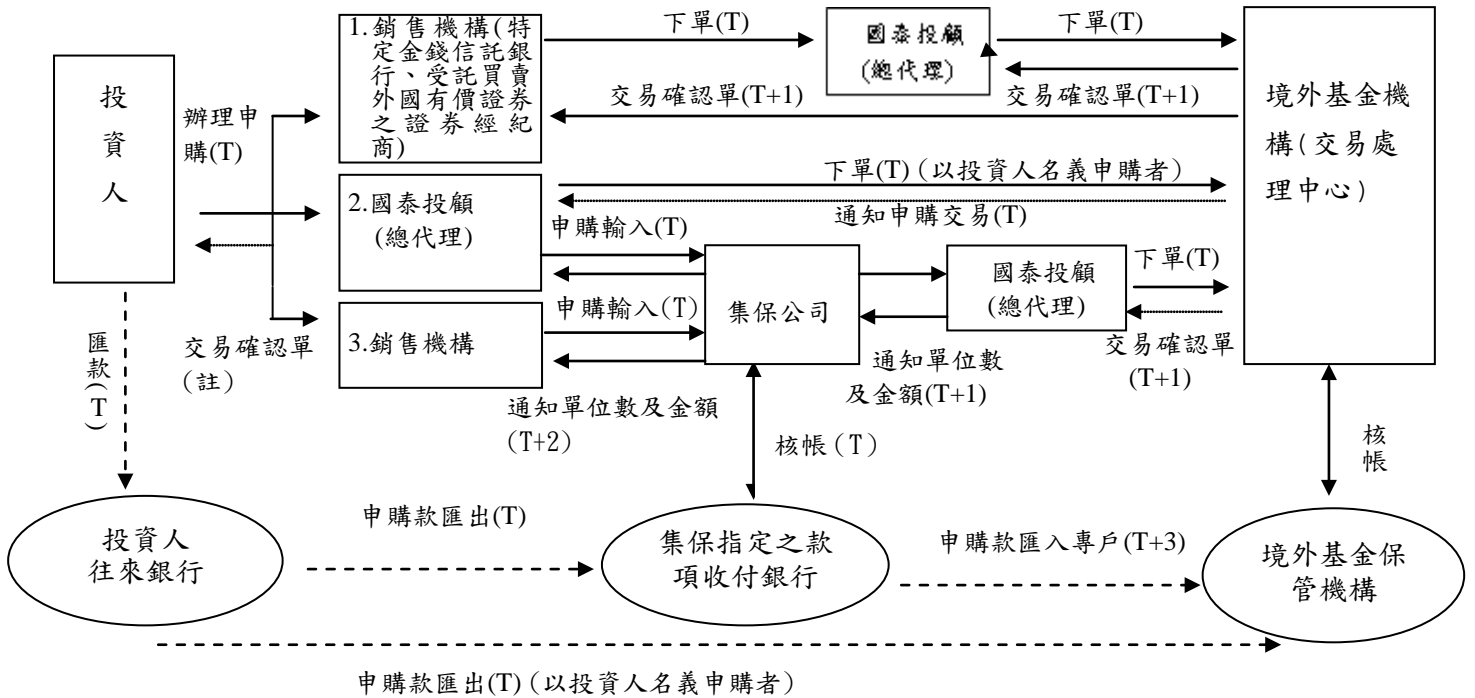 投
資
人
辦理申
購(T)
交易確認單
(註)
匯
款
(T)
1.銷售機構(特
定金錢信託銀
行、受託買賣
外國有價證券
之證券經紀
商)
2.國泰投顧
(總代理)
3.銷售機構
下單(T)
國泰投顧
(總代理)
下單(T)
交易確認單(T+1)
交易確認單(T+1)
下單(T)(以投資人名義申購者)
通知申購交易(T)
申購輸入(T)
申購輸入(T)
集保公司
國泰投顧
(總代理)
下單(T)
交易確認單
(T+1)
通知單位數
及金額(T+1)
通知單位數及金額
(T+2)
核帳(T)
境外基金機
構(交易處
理中心)
核
帳
投資人
往來銀行
申購款匯出(T)
集保指定之款
項收付銀行
申購款匯入專戶(T+3)
境外基金保
管機構
申購款匯出(T)(以投資人名義申購者)